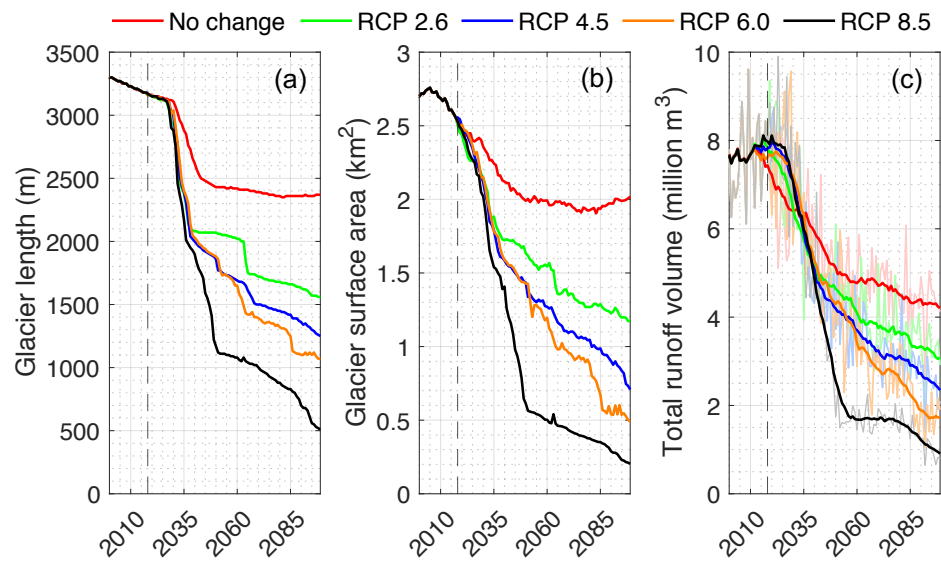 No change RCP 2.6 RCP 4.5 RCP 6.0 RCP 8.5
(a)
Glacier length (m)
3500
3000
2500
2000
1500
1000
500
0
2010 2035 2060 2085
(b)
Glacier surface area (km²)
3
2.5
2
1.5
1
0.5
0
2010 2035 2060 2085
(c)
Total runoff volume (million m³)
10
8
6
4
2
0
2010 2035 2060 2085